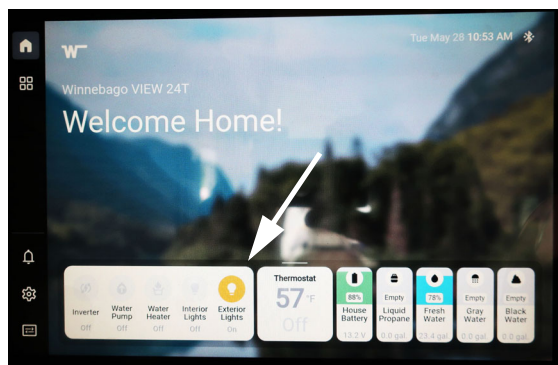 W
Tue May 28 10:53 AM
Winnebago VIEW 24T
Welcome Home!
Inverter
Off
Water
Pump
Off
Water
Heater
Off
Interior
Lights
Off
Exterior
Lights
On
Thermostat
57 °F
Off
88%
House
Battery
13.2 V
Empty
Liquid
Propane
0.0 gal
78%
Fresh
Water
23.4 gal
Empty
Gray
Water
0.0 gal
Empty
Black
Water
0.0 gal